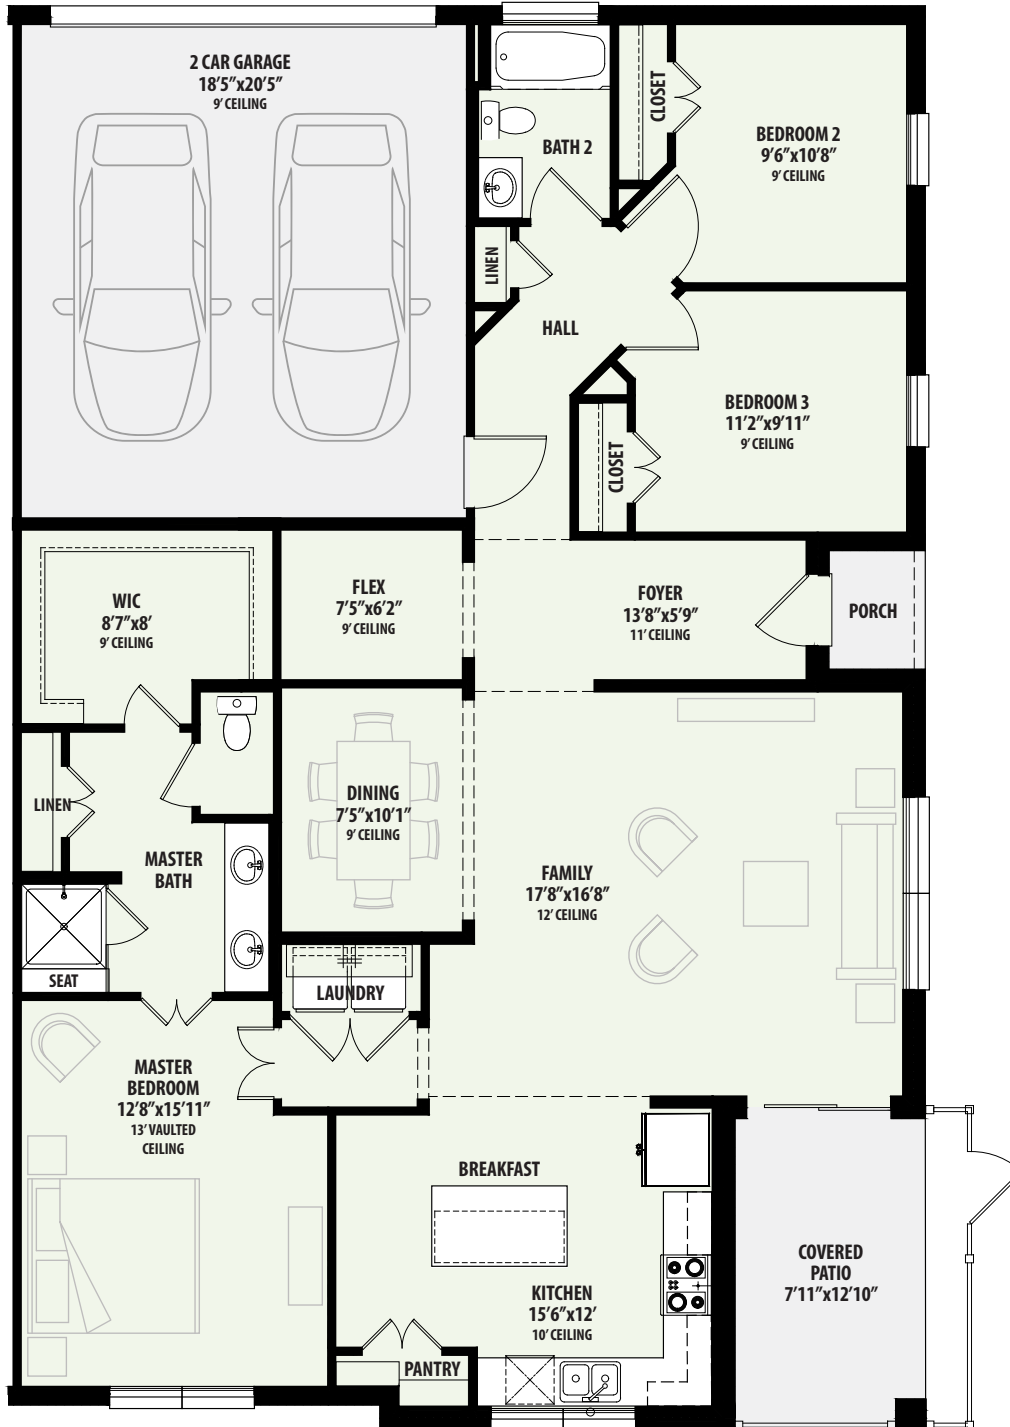 2 CAR GARAGE
18'5"x20'5"
9' CEILING
BATH 2
CLOSET
BEDROOM 2
9'6"x10'8"
9' CEILING
LINEN
HALL
BEDROOM 3
11'2"x9'11"
9' CEILING
CLOSET
WIC
8'7"x8'
9' CEILING
FLEX
7'5"x6'2"
9' CEILING
FOYER
13'8"x5'9"
11' CEILING
PORCH
LINEN
DINING
7'5"x10'1"
9' CEILING
MASTER
BATH
FAMILY
17'8"x16'8"
12' CEILING
SEAT
LAUNDRY
MASTER
BEDROOM
12'8"x15'11"
13' VAULTED
CEILING
BREAKFAST
KITCHEN
15'6"x12'
10' CEILING
COVERED
PATIO
7'11"x12'10"
PANTRY